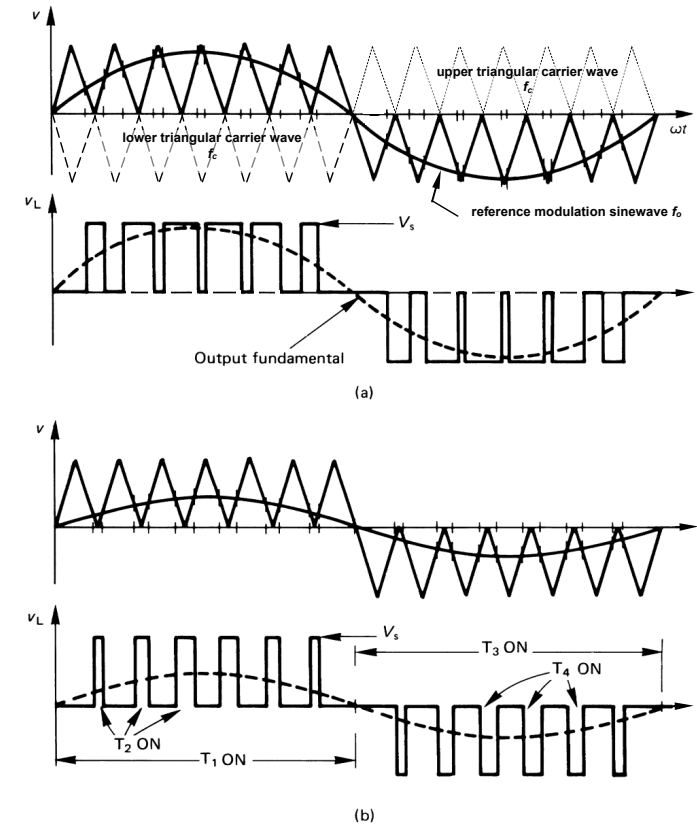 v
upper triangular carrier wave
fc
lower triangular carrier wave
fc
ωt
reference modulation sinewave fo
vL
Vs
Output fundamental
(a)
v
vL
Vs
T3 ON
T4 ON
T2 ON
T1 ON
(b)